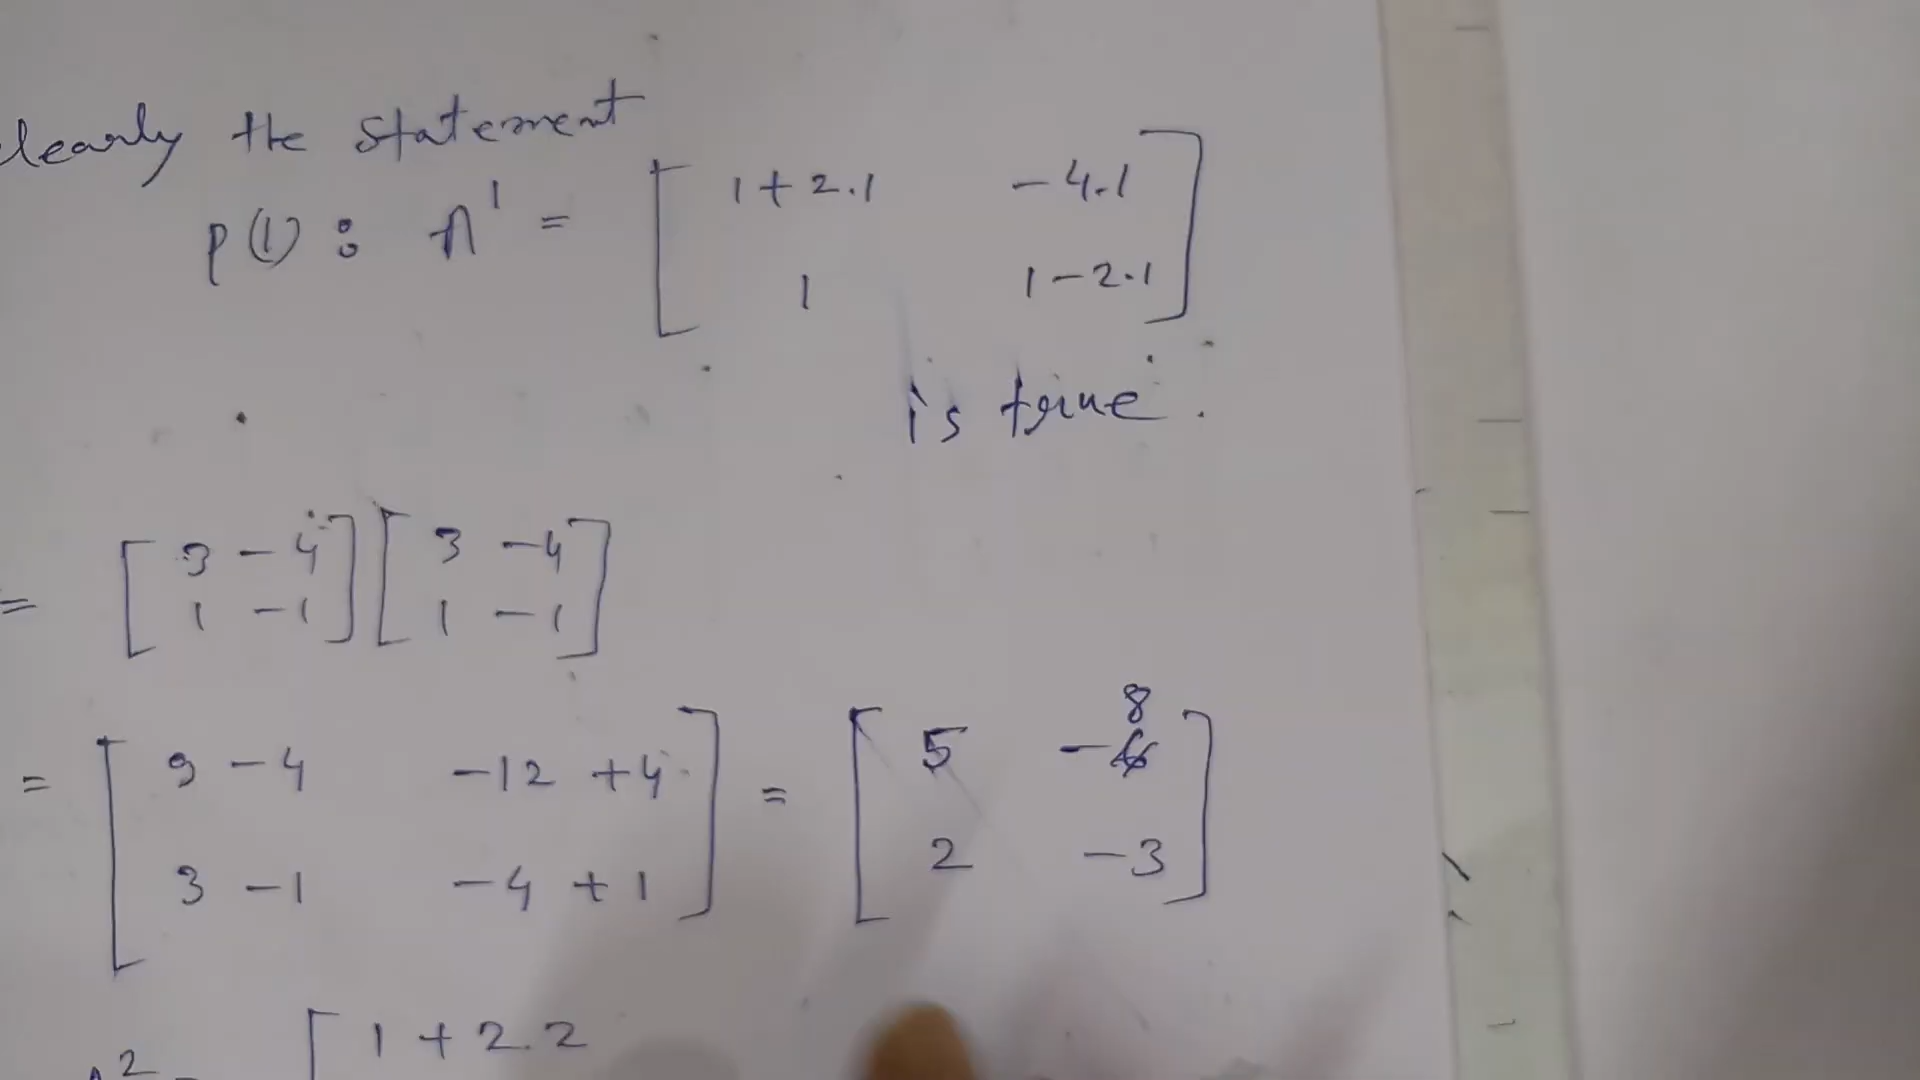 clearly the statement
P(1) : A¹ = [ 1+2.1 -4.1
1 1-2.1 ]
is true.
= [ 3 -4 ] [ 3 -4 ]
[ 1 -1 ] [ 1 -1 ]
= [ 9-4 -12+4 ] = [ 5 -8 ]
[ 3-1 -4+1 ] [ 2 -3 ]
A² = [ 1+2.2